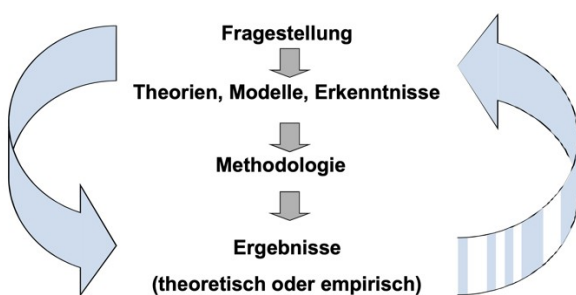 Fragestellung
Theorien, Modelle, Erkenntnisse
Methodologie
Ergebnisse
(theoretisch oder empirisch)